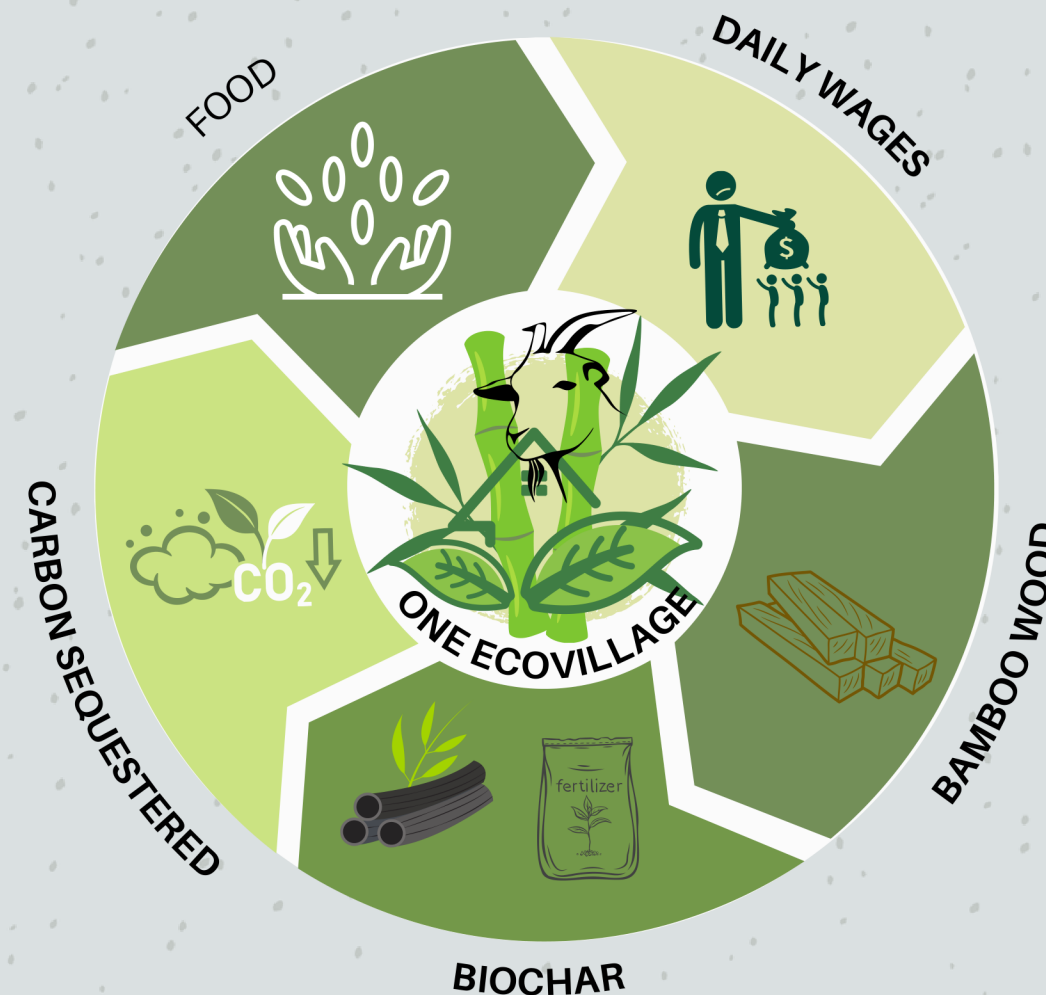 FOOD
DAILY WAGES
$
CO₂
CARBON SEQUESTERED
ONE ECOVILLAGE
BAMBOO WOOD
fertilizer
BIOCHAR